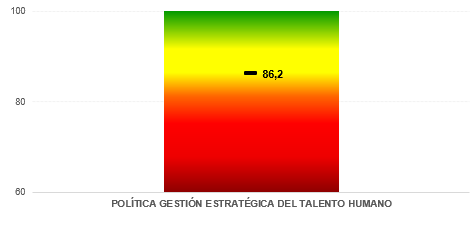 100
86,2
80
60
POLÍTICA GESTIÓN ESTRATÉGICA DEL TALENTO HUMANO